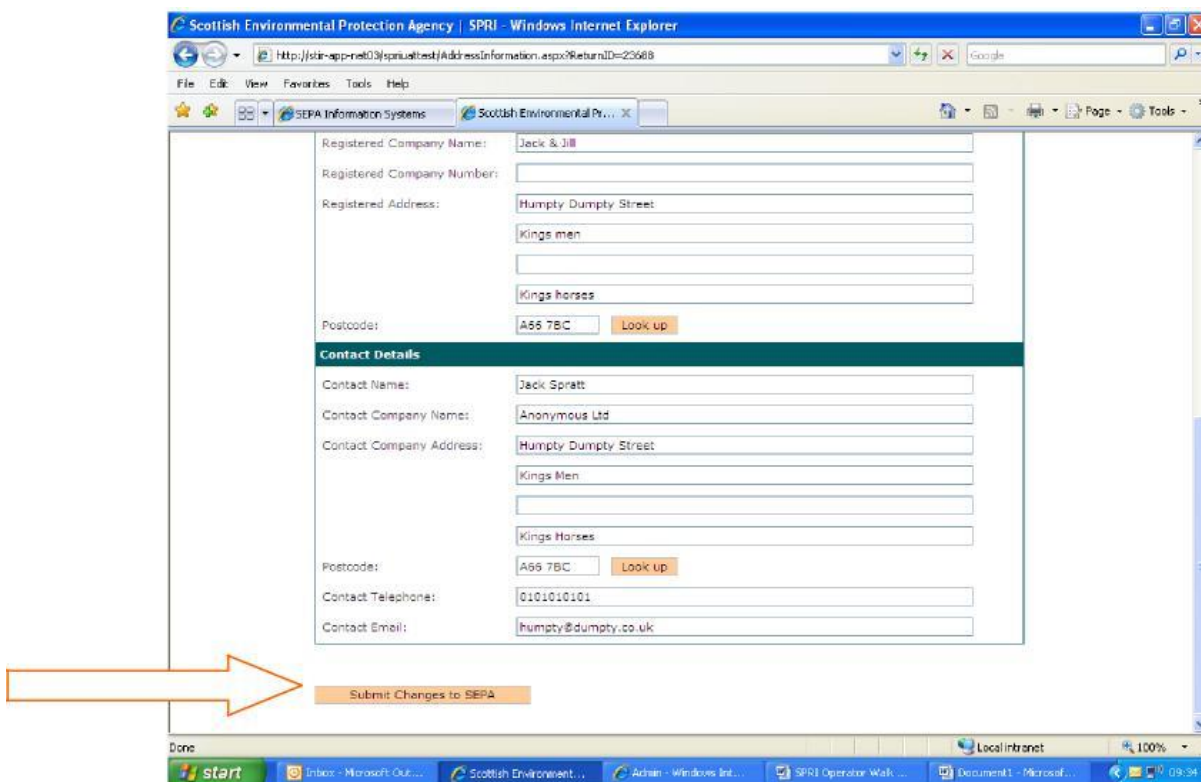 Scottish Environmental Protection Agency | SPRI - Windows Internet Explorer
http://stir-app-net03/spriuattest/AddressInformation.aspx?ReturnID=23688
Google
File Edit View Favorites Tools Help
SEPA Information Systems Scottish Environmental Pr... Page Tools
Registered Company Name: Jack & Jill
Registered Company Number:
Registered Address: Humpty Dumpty Street
Kings men
Kings horses
Postcode: A66 7BC Look up
Contact Details
Contact Name: Jack Spratt
Contact Company Name: Anonymous Ltd
Contact Company Address: Humpty Dumpty Street
Kings Men
Kings Horses
Postcode: A66 7BC Look up
Contact Telephone: 0101010101
Contact Email: humpty@dumpty.co.uk
Submit Changes to SEPA
Done Local intranet 100%
start Inbox - Microsoft Out... Scottish Environment... Admin - Windows Int... SPRI Operator Walk ... Document1 - Microsof... 09:34